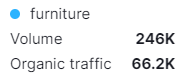 furniture
Volume 246K
Organic traffic 66.2K